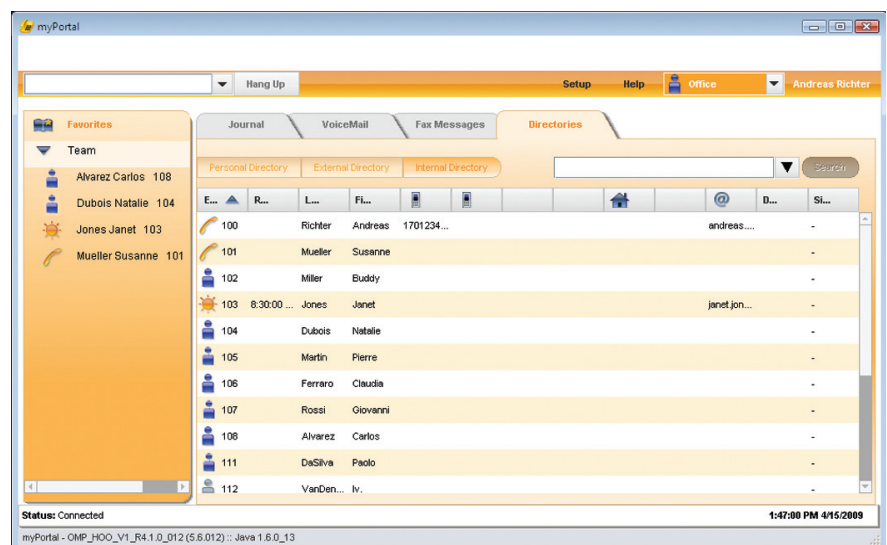 myPortal
Hang Up Setup Help Office Andreas Richter
Favorites
Team
Alvarez Carlos 108
Dubois Natalie 104
Jones Janet 103
Mueller Susanne 101
Journal VoiceMail Fax Messages Directories
Personal Directory External Directory Internal Directory Search
E... R... L... Fi... @ D... Si...
100 Richter Andreas 1701234... andreas.... -
101 Mueller Susanne -
102 Miller Buddy -
103 8:30:00 ... Jones Janet janet.jon... -
104 Dubois Natalie -
105 Martin Pierre -
106 Ferraro Claudia -
107 Rossi Giovanni -
108 Alvarez Carlos -
111 DaSilva Paolo -
112 VanDen... Iv. -
Status: Connected 1:47:00 PM 4/15/2009
myPortal - OMP_HOO_V1_R4.1.0_012 (5.6.012) :: Java 1.6.0_13